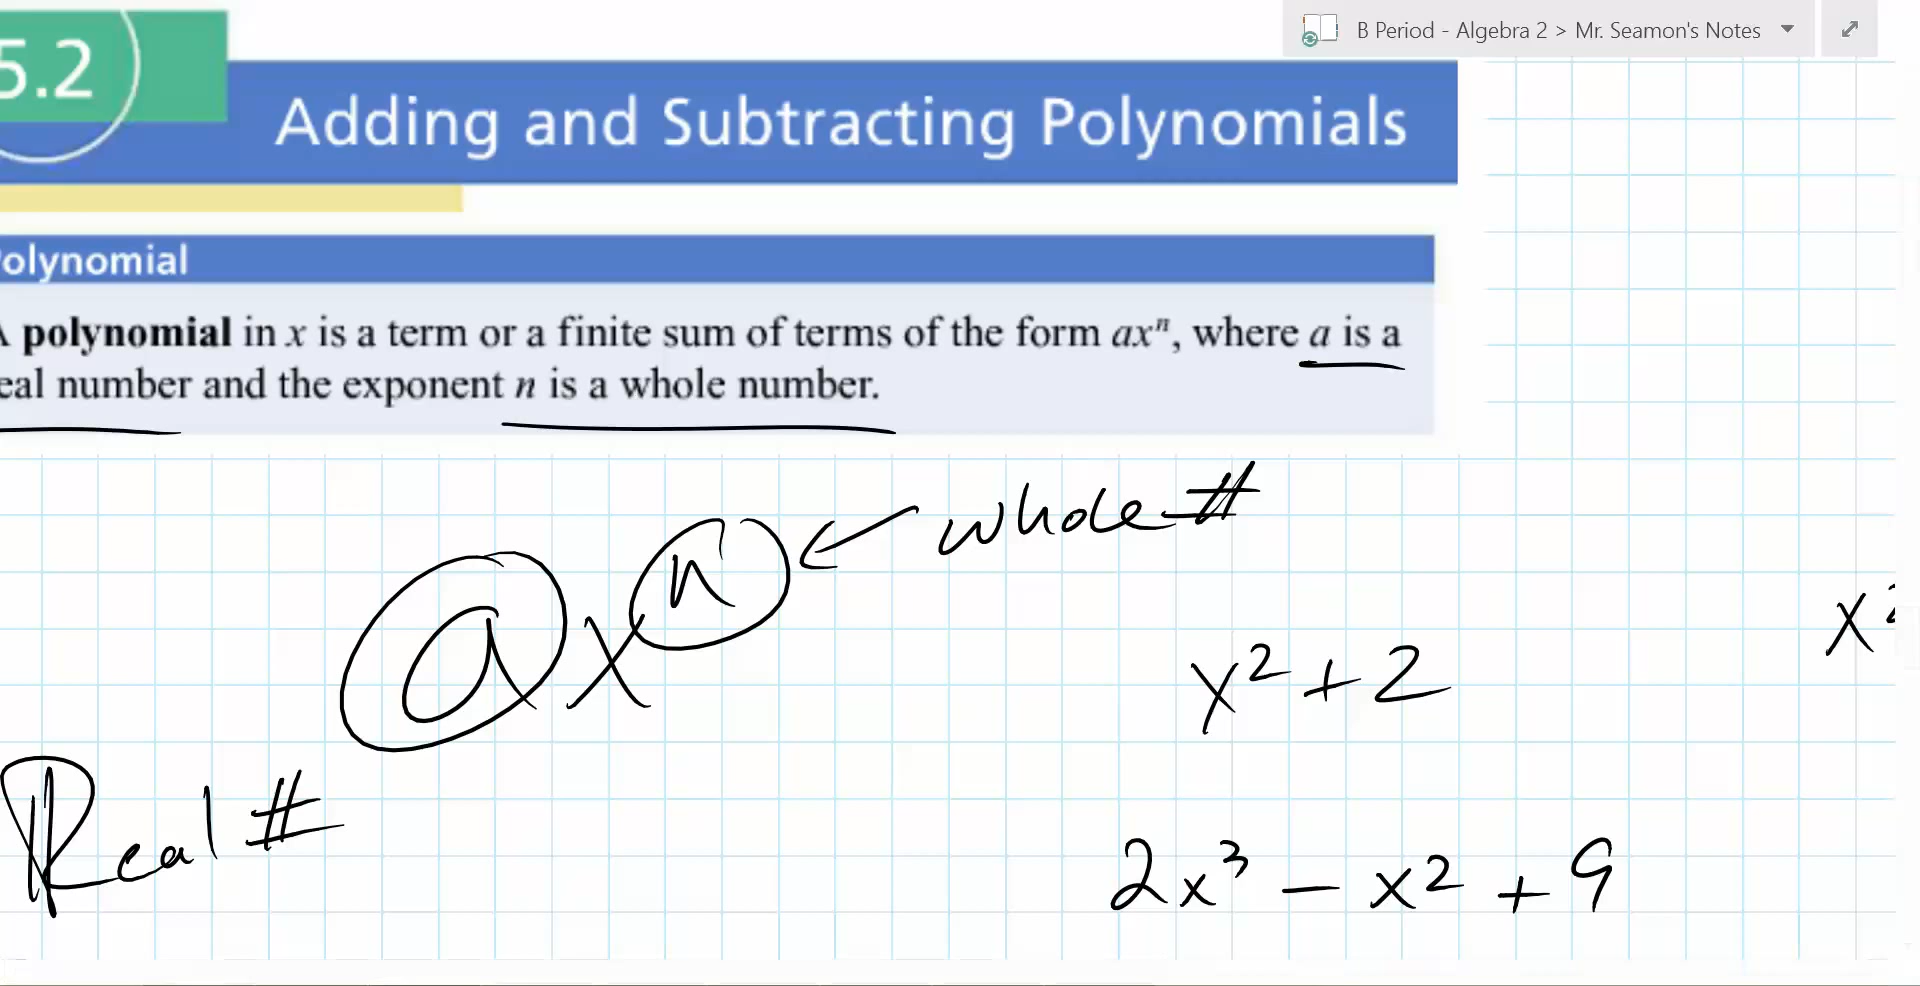 B Period - Algebra 2 > Mr. Seamon's Notes
5.2
Adding and Subtracting Polynomials
olynomial
A polynomial in x is a term or a finite sum of terms of the form axⁿ, where a is a
eal number and the exponent n is a whole number.
whole #
axⁿ
x² + 2
x²
Real #
2x³ - x² + 9